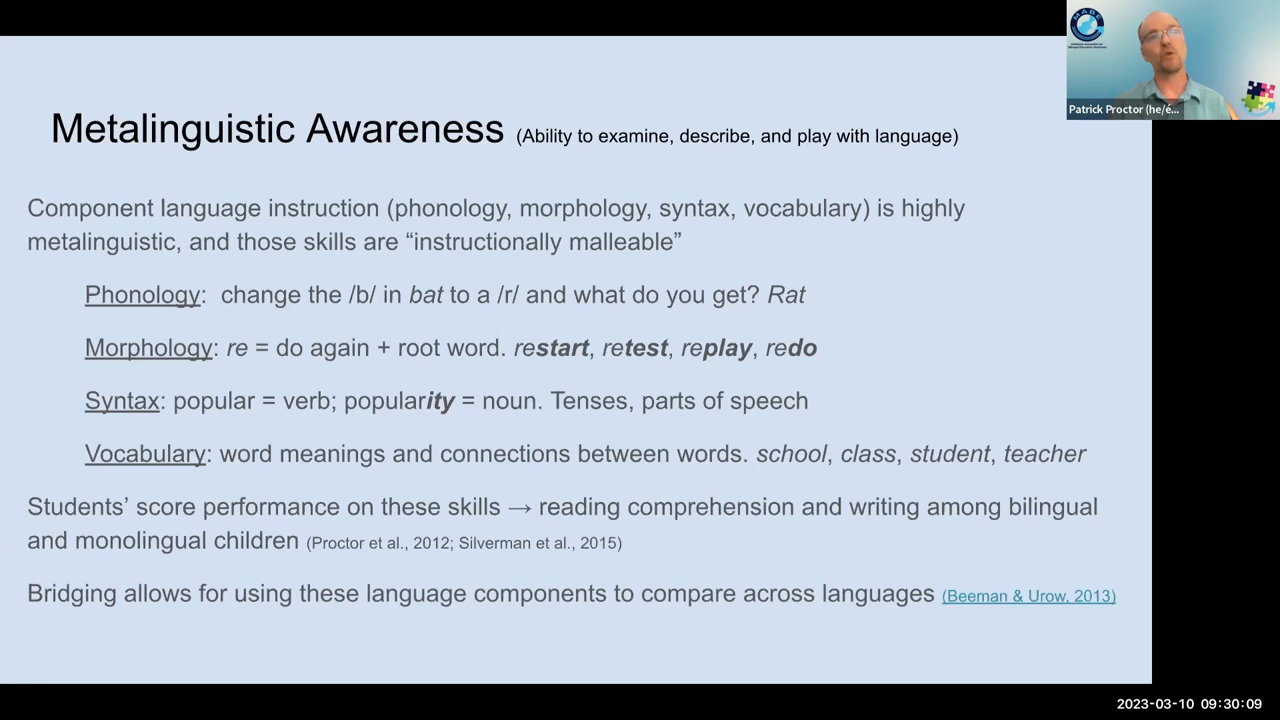 MABE
Patrick Proctor (he/é...
Metalinguistic Awareness (Ability to examine, describe, and play with language)
Component language instruction (phonology, morphology, syntax, vocabulary) is highly
metalinguistic, and those skills are “instructionally malleable”
Phonology:  change the /b/ in bat to a /r/ and what do you get? Rat
Morphology: re = do again + root word. restart, retest, replay, redo
Syntax: popular = verb; popularity = noun. Tenses, parts of speech
Vocabulary: word meanings and connections between words. school, class, student, teacher
Students’ score performance on these skills → reading comprehension and writing among bilingual
and monolingual children (Proctor et al., 2012; Silverman et al., 2015)
Bridging allows for using these language components to compare across languages (Beeman & Urow, 2013)
2023-03-10 09:30:09